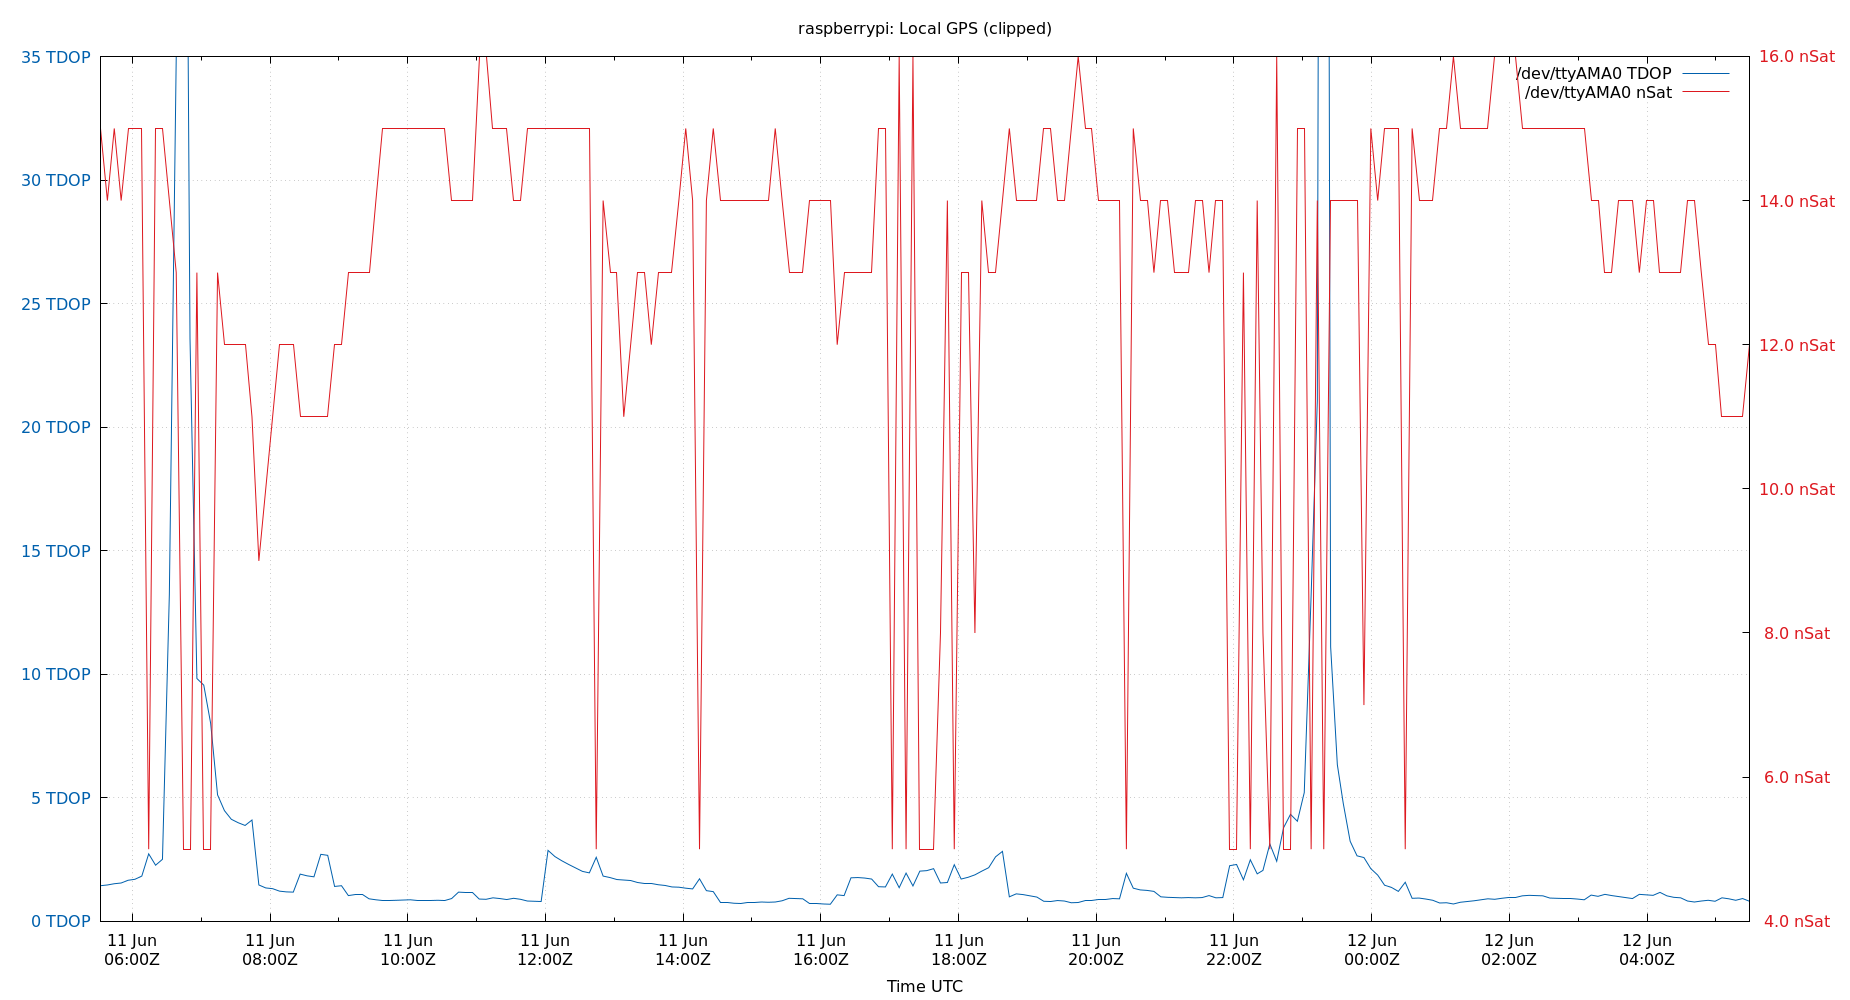 raspberrypi: Local GPS (clipped)
35 TDOP
30 TDOP
25 TDOP
20 TDOP
15 TDOP
10 TDOP
5 TDOP
0 TDOP
16.0 nSat
14.0 nSat
12.0 nSat
10.0 nSat
8.0 nSat
6.0 nSat
4.0 nSat
/dev/ttyAMA0 TDOP
/dev/ttyAMA0 nSat
11 Jun
06:00Z
11 Jun
08:00Z
11 Jun
10:00Z
11 Jun
12:00Z
11 Jun
14:00Z
11 Jun
16:00Z
11 Jun
18:00Z
11 Jun
20:00Z
11 Jun
22:00Z
12 Jun
00:00Z
12 Jun
02:00Z
12 Jun
04:00Z
Time UTC